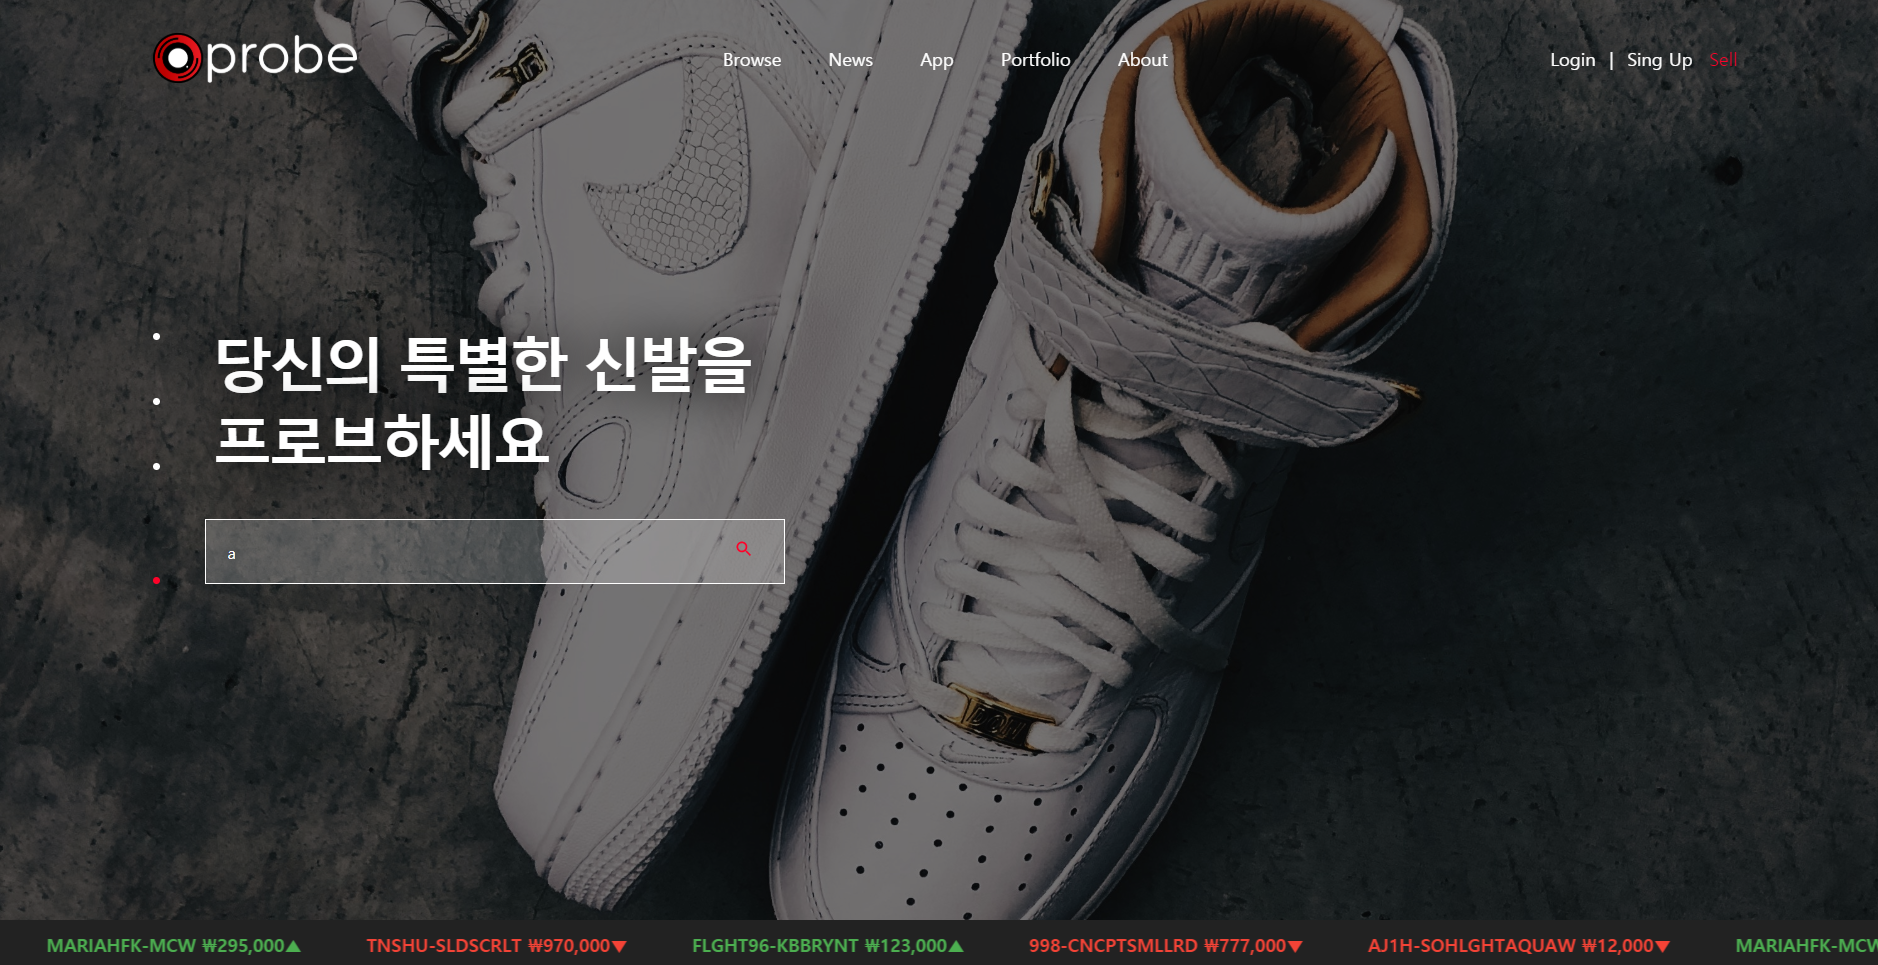 probe
Browse News App Portfolio About
Login | Sing Up Sell
당신의 특별한 신발을
프로브하세요
a
MARIAHFK-MCW ₩295,000▲ TNSHU-SLDSCRLT ₩970,000▼ FLGHT96-KBBRYNT ₩123,000▲ 998-CNCPTSMLLRD ₩777,000▼ AJ1H-SOHLGHTAQUAW ₩12,000▼ MARIAHFK-MCW